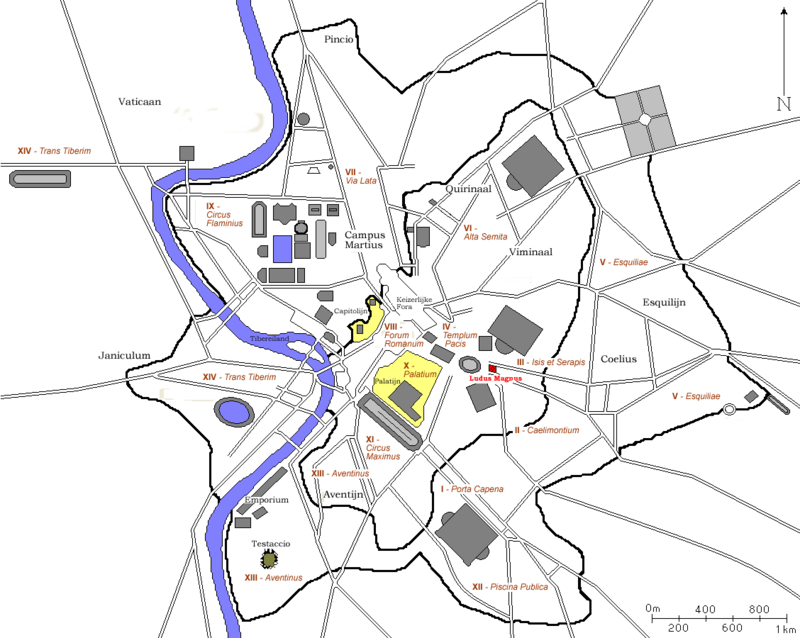 Pincio
Vaticaan
N
XIV - Trans Tiberim
VII -
Via Lata
Quirinaal
IX -
Circus
Flaminius
VI -
Alta Semita
Campus
Martius
Viminaal
V - Esquiliae
Keizerlijke
Fora
Esquilijn
Capitolijn
VIII -
Forum
Romanum
IV -
Templum
Pacis
Tibereiland
Janiculum
Coelius
III - Isis et Serapis
X -
Palatium
Ludus Magnus
XIV - Trans Tiberim
Palatijn
V - Esquiliae
II - Caelimontium
XI -
Circus
Maximus
XIII - Aventinus
I - Porta Capena
Aventijn
Emporium
Testaccio
XIII - Aventinus
XII - Piscina Publica
0m 400 800
200 600 1km